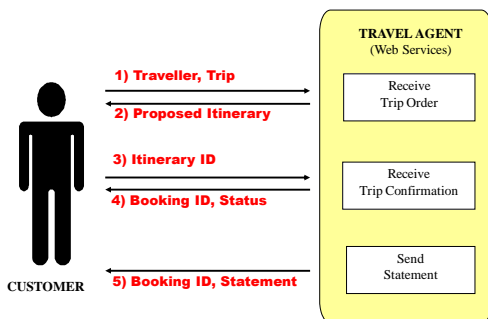 TRAVEL AGENT
(Web Services)
1) Traveller, Trip
Receive
Trip Order
2) Proposed Itinerary
3) Itinerary ID
Receive
Trip Confirmation
4) Booking ID, Status
Send
Statement
5) Booking ID, Statement
CUSTOMER